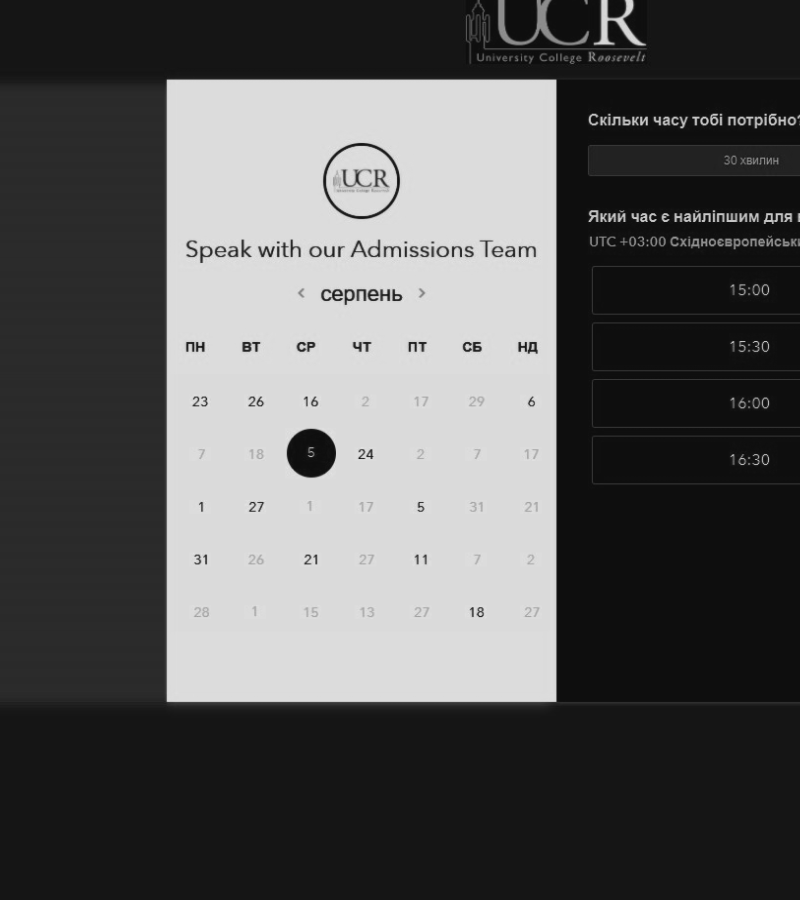 UCR
University College Roosevelt
UCR
Speak with our Admissions Team
< серпень >
ПН ВТ СР ЧТ ПТ СБ НД
23 26 16 2 17 29 6
7 18 5 24 2 7 17
1 27 1 17 5 31 21
31 26 21 27 11 7 2
28 1 15 13 27 18 27
Скільки часу тобі потрібно?
30 хвилин
Який час є найліпшим для
UTC +03:00
15:00
15:30
16:00
16:30